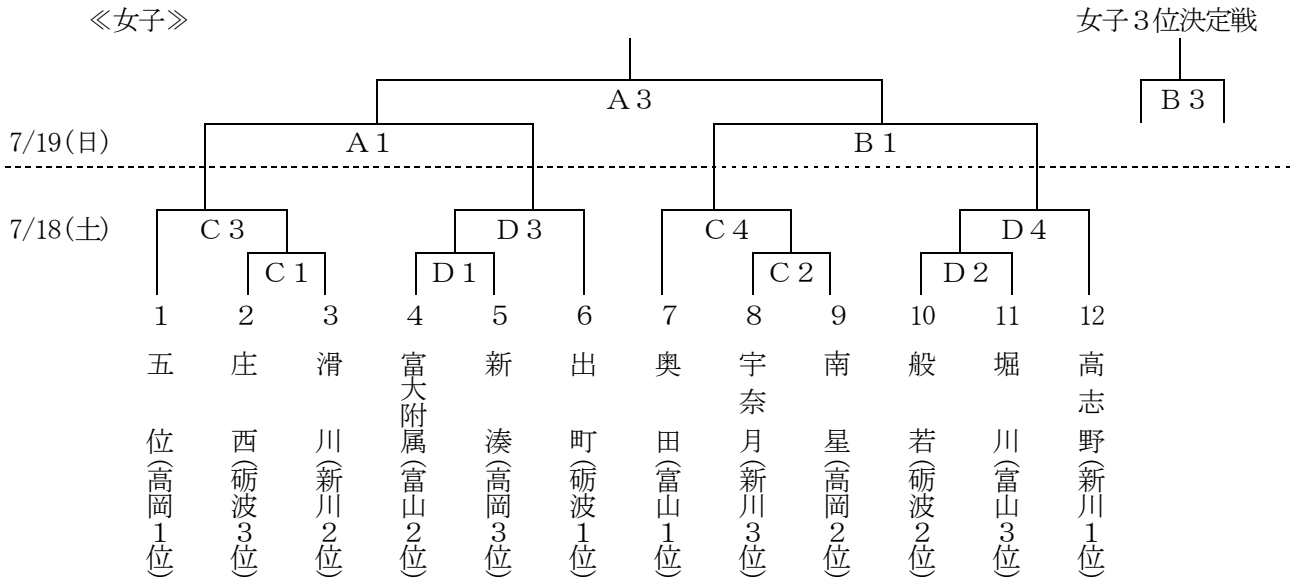 ≪女子≫
女子３位決定戦
Ａ３
Ｂ３
7/19(日)
Ａ１
Ｂ１
7/18(土)
Ｃ３
Ｄ３
Ｃ４
Ｄ４
Ｃ１
Ｄ１
Ｃ２
Ｄ２
１
２
３
４
５
６
７
８
９
10
11
12
五位(高岡１位)
庄西(砺波３位)
滑川(新川２位)
富大附属(富山２位)
新湊(高岡３位)
出町(砺波１位)
奥田(富山１位)
宇奈月(新川３位)
南星(高岡２位)
般若(砺波２位)
堀川(富山３位)
高志野(新川１位)